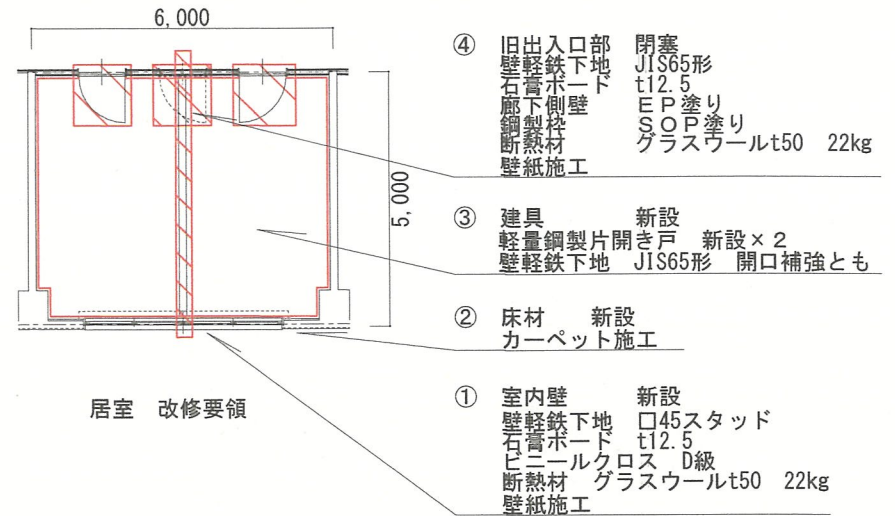 6,000
5,000
④ 旧出入口部 閉塞
壁軽鉄下地 JIS65形
石膏ボード t12.5
廊下側壁 EP塗り
鋼製枠 SOP塗り
断熱材 グラスウールt50 22kg
壁紙施工
③ 建具 新設
軽量鋼製片開き戸 新設×2
壁軽鉄下地 JIS65形 開口補強とも
② 床材 新設
カーペット施工
① 室内壁 新設
壁軽鉄下地 口45スタッド
石膏ボード t12.5
ビニールクロス D級
断熱材 グラスウールt50 22kg
壁紙施工
居室 改修要領